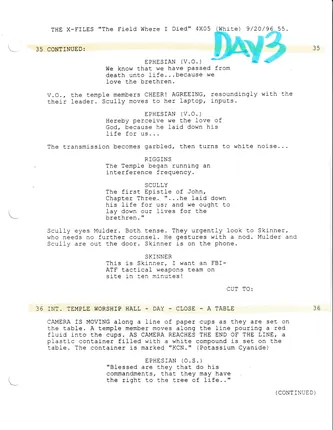 THE X-FILES "The Field Where I Died" 4X05 (White) 9/20/96 55.
DAY 3
35 CONTINUED: 35
EPHESIAN (V.O.)
We know that we have passed from
death unto life...because we
love the brethren.
V.O., the temple members CHEER! AGREEING, resoundingly with
their leader. Scully moves to her laptop, inputs.
EPHESIAN (V.O.)
Hereby perceive we the love of
God, because he laid down his
life for us...
The transmission becomes garbled, then turns to white noise...
RIGGINS
The Temple began running an
interference frequency.
SCULLY
The first Epistle of John,
Chapter Three. "...he laid down
his life for us: and we ought to
lay down our lives for the
brethren."
Scully eyes Mulder. Both tense. They urgently look to Skinner,
who needs no further counsel. He gestures with a nod. Mulder and
Scully are out the door. Skinner is on the phone.
SKINNER
This is Skinner, I want an FBI-
ATF tactical weapons team on
site in ten minutes!
CUT TO:
36 INT. TEMPLE WORSHIP HALL - DAY - CLOSE - A TABLE 36
CAMERA IS MOVING along a line of paper cups as they are set on
the table. A temple member moves along the line pouring a red
fluid into the cups. AS CAMERA REACHES THE END OF THE LINE, a
plastic container filled with a white compound is set on the
table. The container is marked "KCN." (Potassium Cyanide)
EPHESIAN (O.S.)
"Blessed are they that do his
commandments, that they may have
the right to the tree of life.."
(CONTINUED)